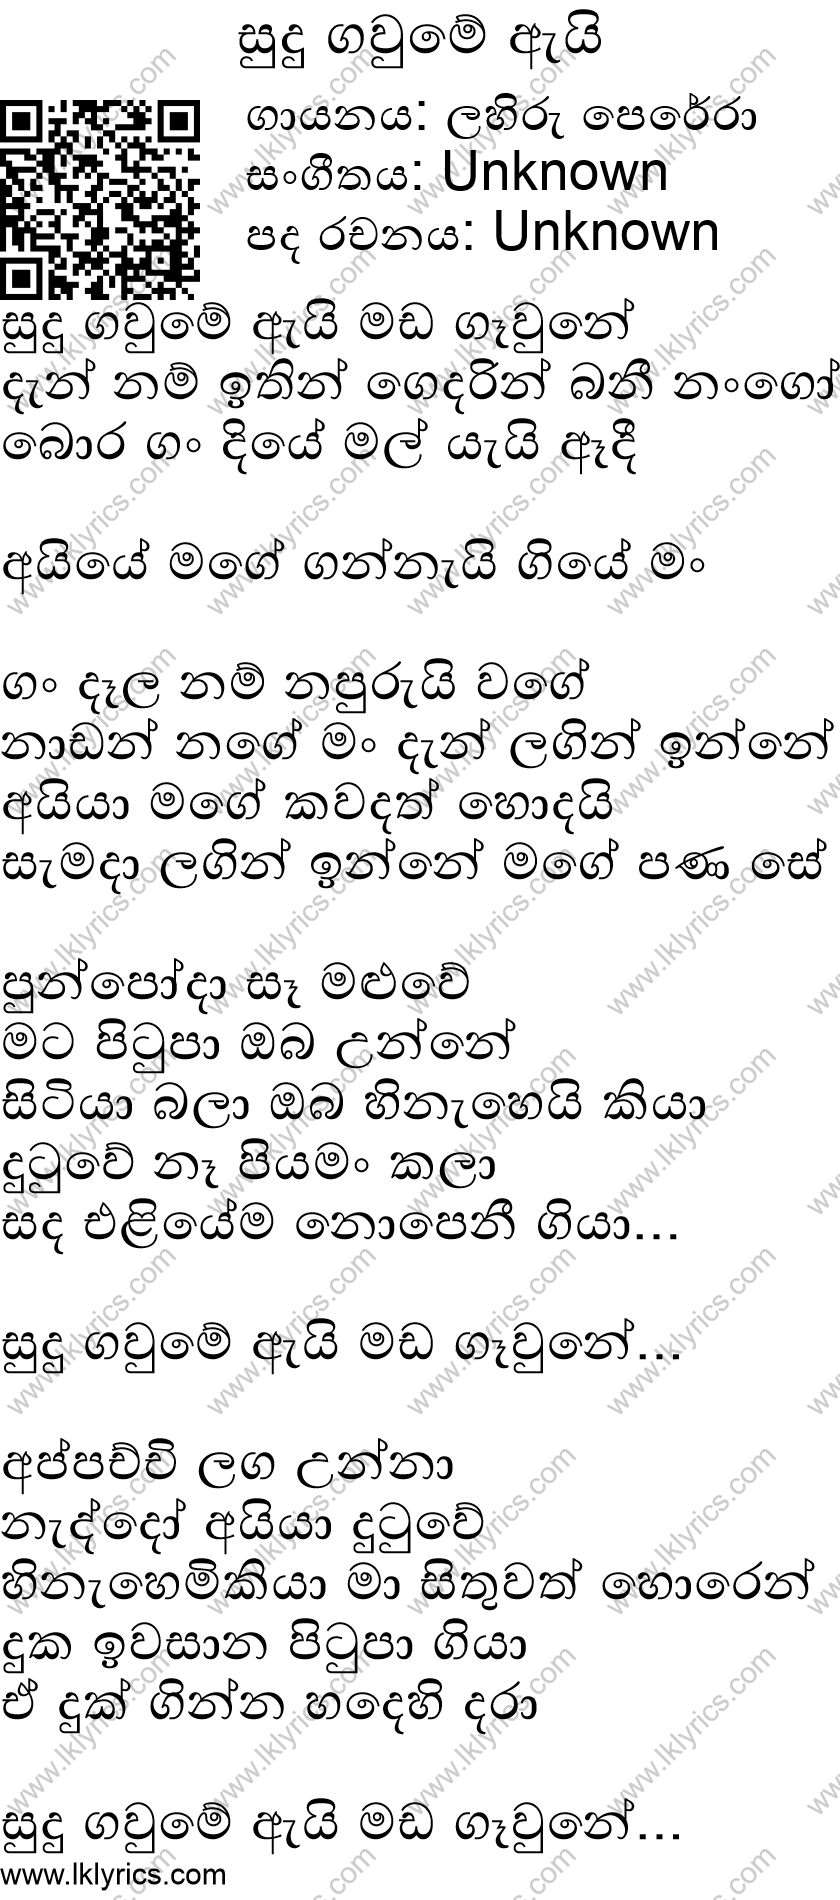 සුදු ගවුමේ ඇයි
ගායනය: ලහිරු පෙරේරා
සංගීතය: Unknown
පද රචනය: Unknown
සුදු ගවුමේ ඇයි මඩ ගෑවුනේ
දැන් නම් ඉතින් ගෙදරින් බනී නංගෝ
බොර ගං දියේ මල් යැයි ඈදී
අයියේ මගේ ගන්නැයි ගියේ මං
ගං දෑල නම් නපුරුයි වගේ
නාඩන් නගේ මං දැන් ලගින් ඉන්නේ
අයියා මගේ කවදත් හොදයි
සැමදා ලගින් ඉන්නේ මගේ පණ සේ
පුන්පෝදා සෑ මළුවේ
මට පිටුපා ඔබ උන්නේ
සිටියා බලා ඔබ හිනැහෙයි කියා
දුටුවේ නෑ පියමං කලා
සද එළියේම නොපෙනී ගියා...
සුදු ගවුමේ ඇයි මඩ ගෑවුනේ...
අප්පච්චි ලග උන්නා
නැද්දෝ අයියා දුටුවේ
හිනැහෙම්කියා මා සිතුවත් හොරෙන්
දුක ඉවසාන පිටුපා ගියා
ඒ දුක් ගින්න හදෙහි දරා
සුදු ගවුමේ ඇයි මඩ ගෑවුනේ...
www.lklyrics.com